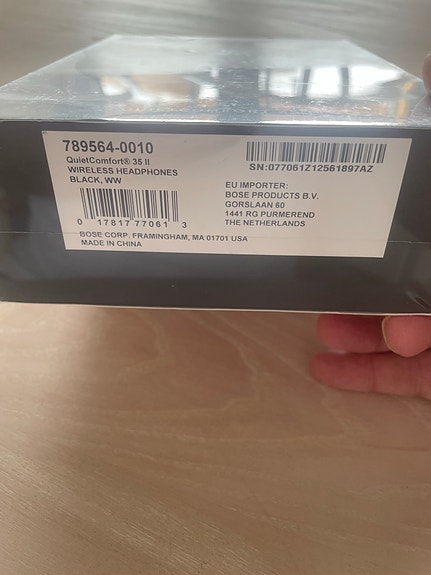 789564-0010
QuietComfort® 35 II
WIRELESS HEADPHONES
BLACK, WW
0 17817 77061 3
BOSE CORP. FRAMINGHAM, MA 01701 USA
MADE IN CHINA
SN:077061Z12561897AZ
EU IMPORTER:
BOSE PRODUCTS B.V.
GORSLAAN 60
1441 RG PURMEREND
THE NETHERLANDS